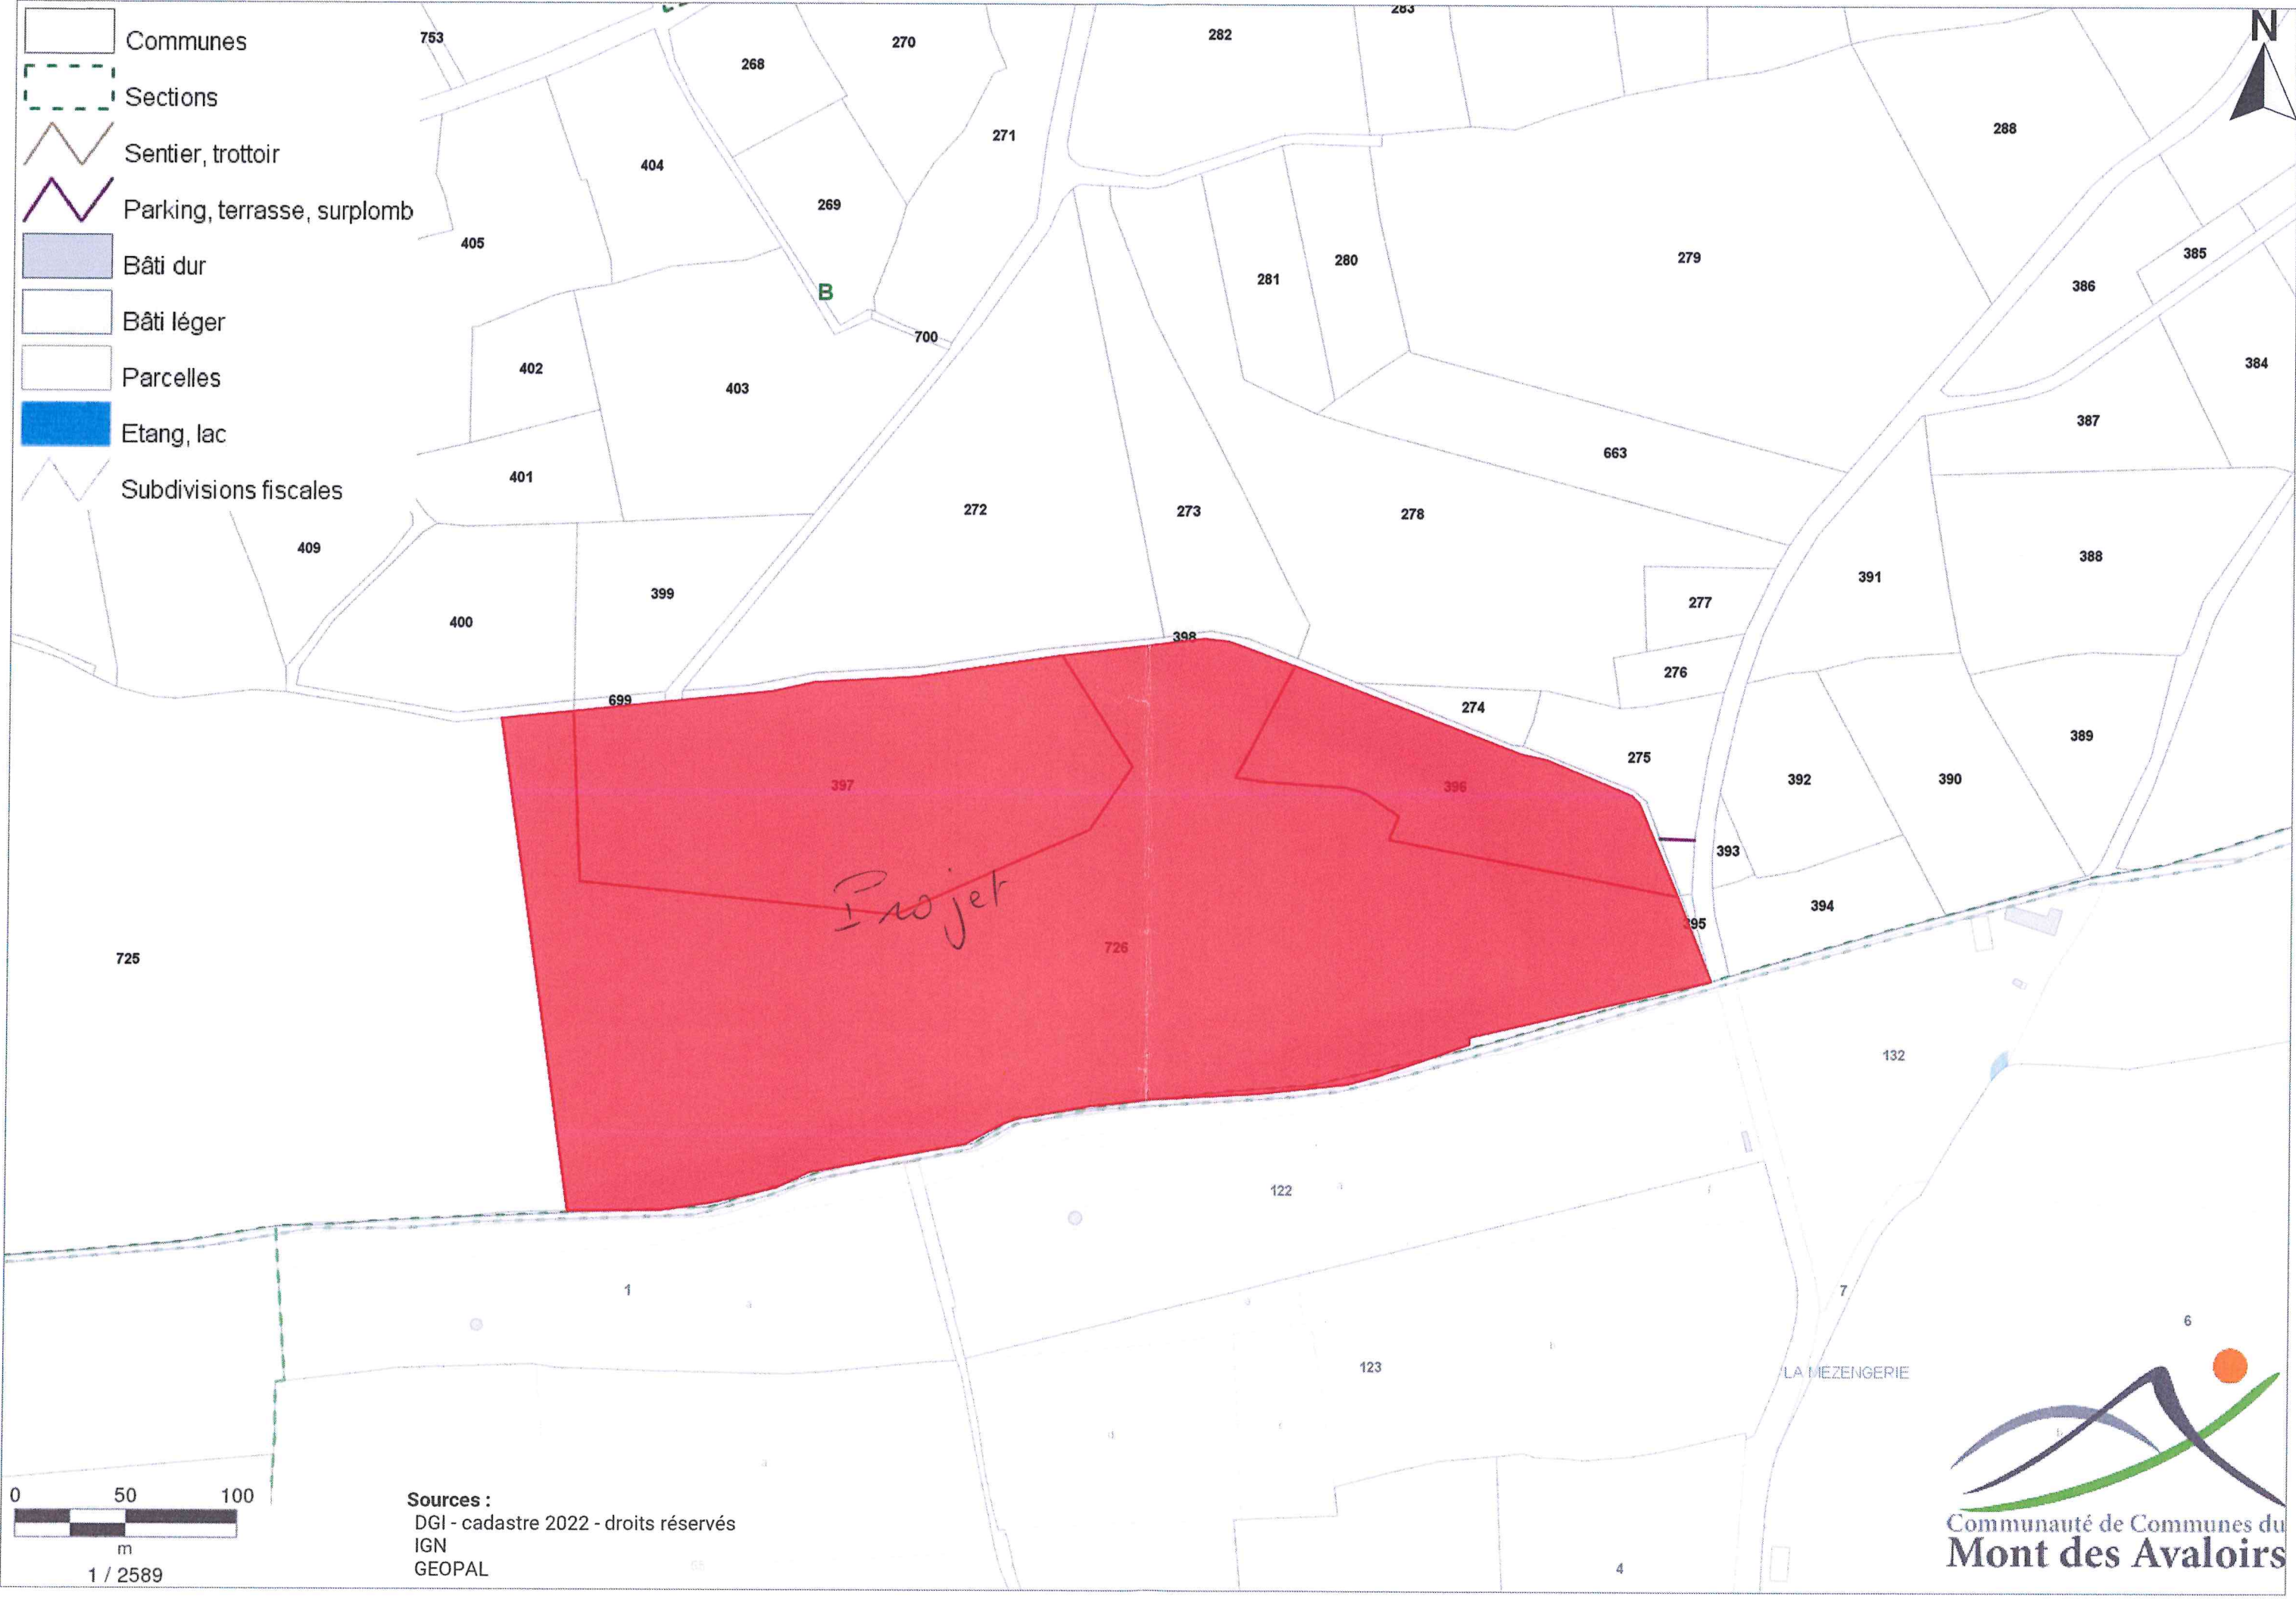 Communes
Sections
Sentier, trottoir
Parking, terrasse, surplomb
Bâti dur
Bâti léger
Parcelles
Etang, lac
Subdivisions fiscales
N
753
268
270
282
283
271
288
404
269
405
281
280
279
386
385
B
700
384
402
403
387
401
663
272
273
278
409
388
391
399
277
400
398
276
699
274
389
275
397
396
392
390
393
Projet
394
395
726
725
132
122
a
1
a
a
7
6
b
123
LA MEZENGERIE
b
d
c
a
4
0 50 100
m
1 / 2589
Sources :
DGI - cadastre 2022 - droits réservés
IGN
GEOPAL
Communauté de Communes du
Mont des Avaloirs